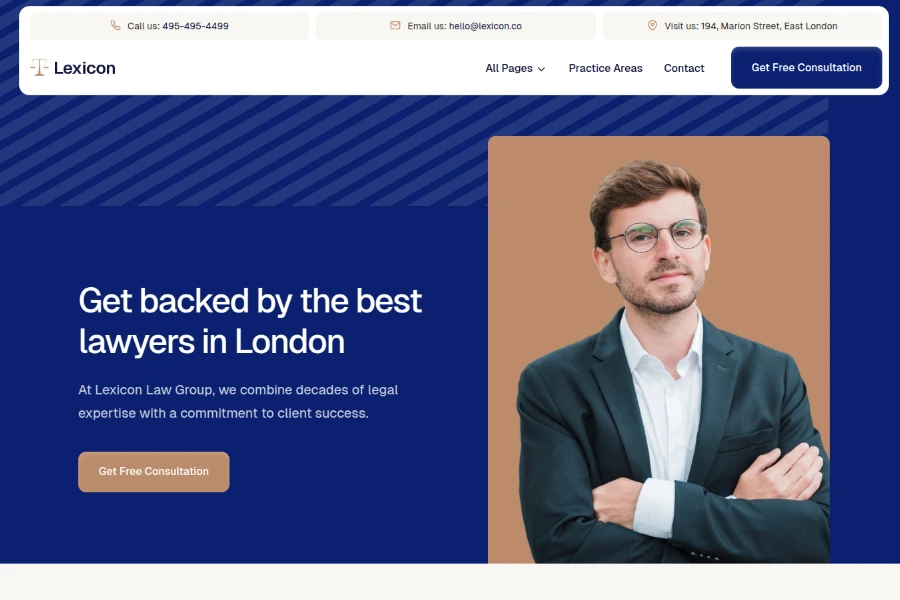 Call us: 495-495-4499
Email us: hello@lexicon.co
Visit us: 194, Marion Street, East London
Lexicon
All Pages
Practice Areas
Contact
Get Free Consultation
Get backed by the best
lawyers in London
At Lexicon Law Group, we combine decades of legal
expertise with a commitment to client success.
Get Free Consultation